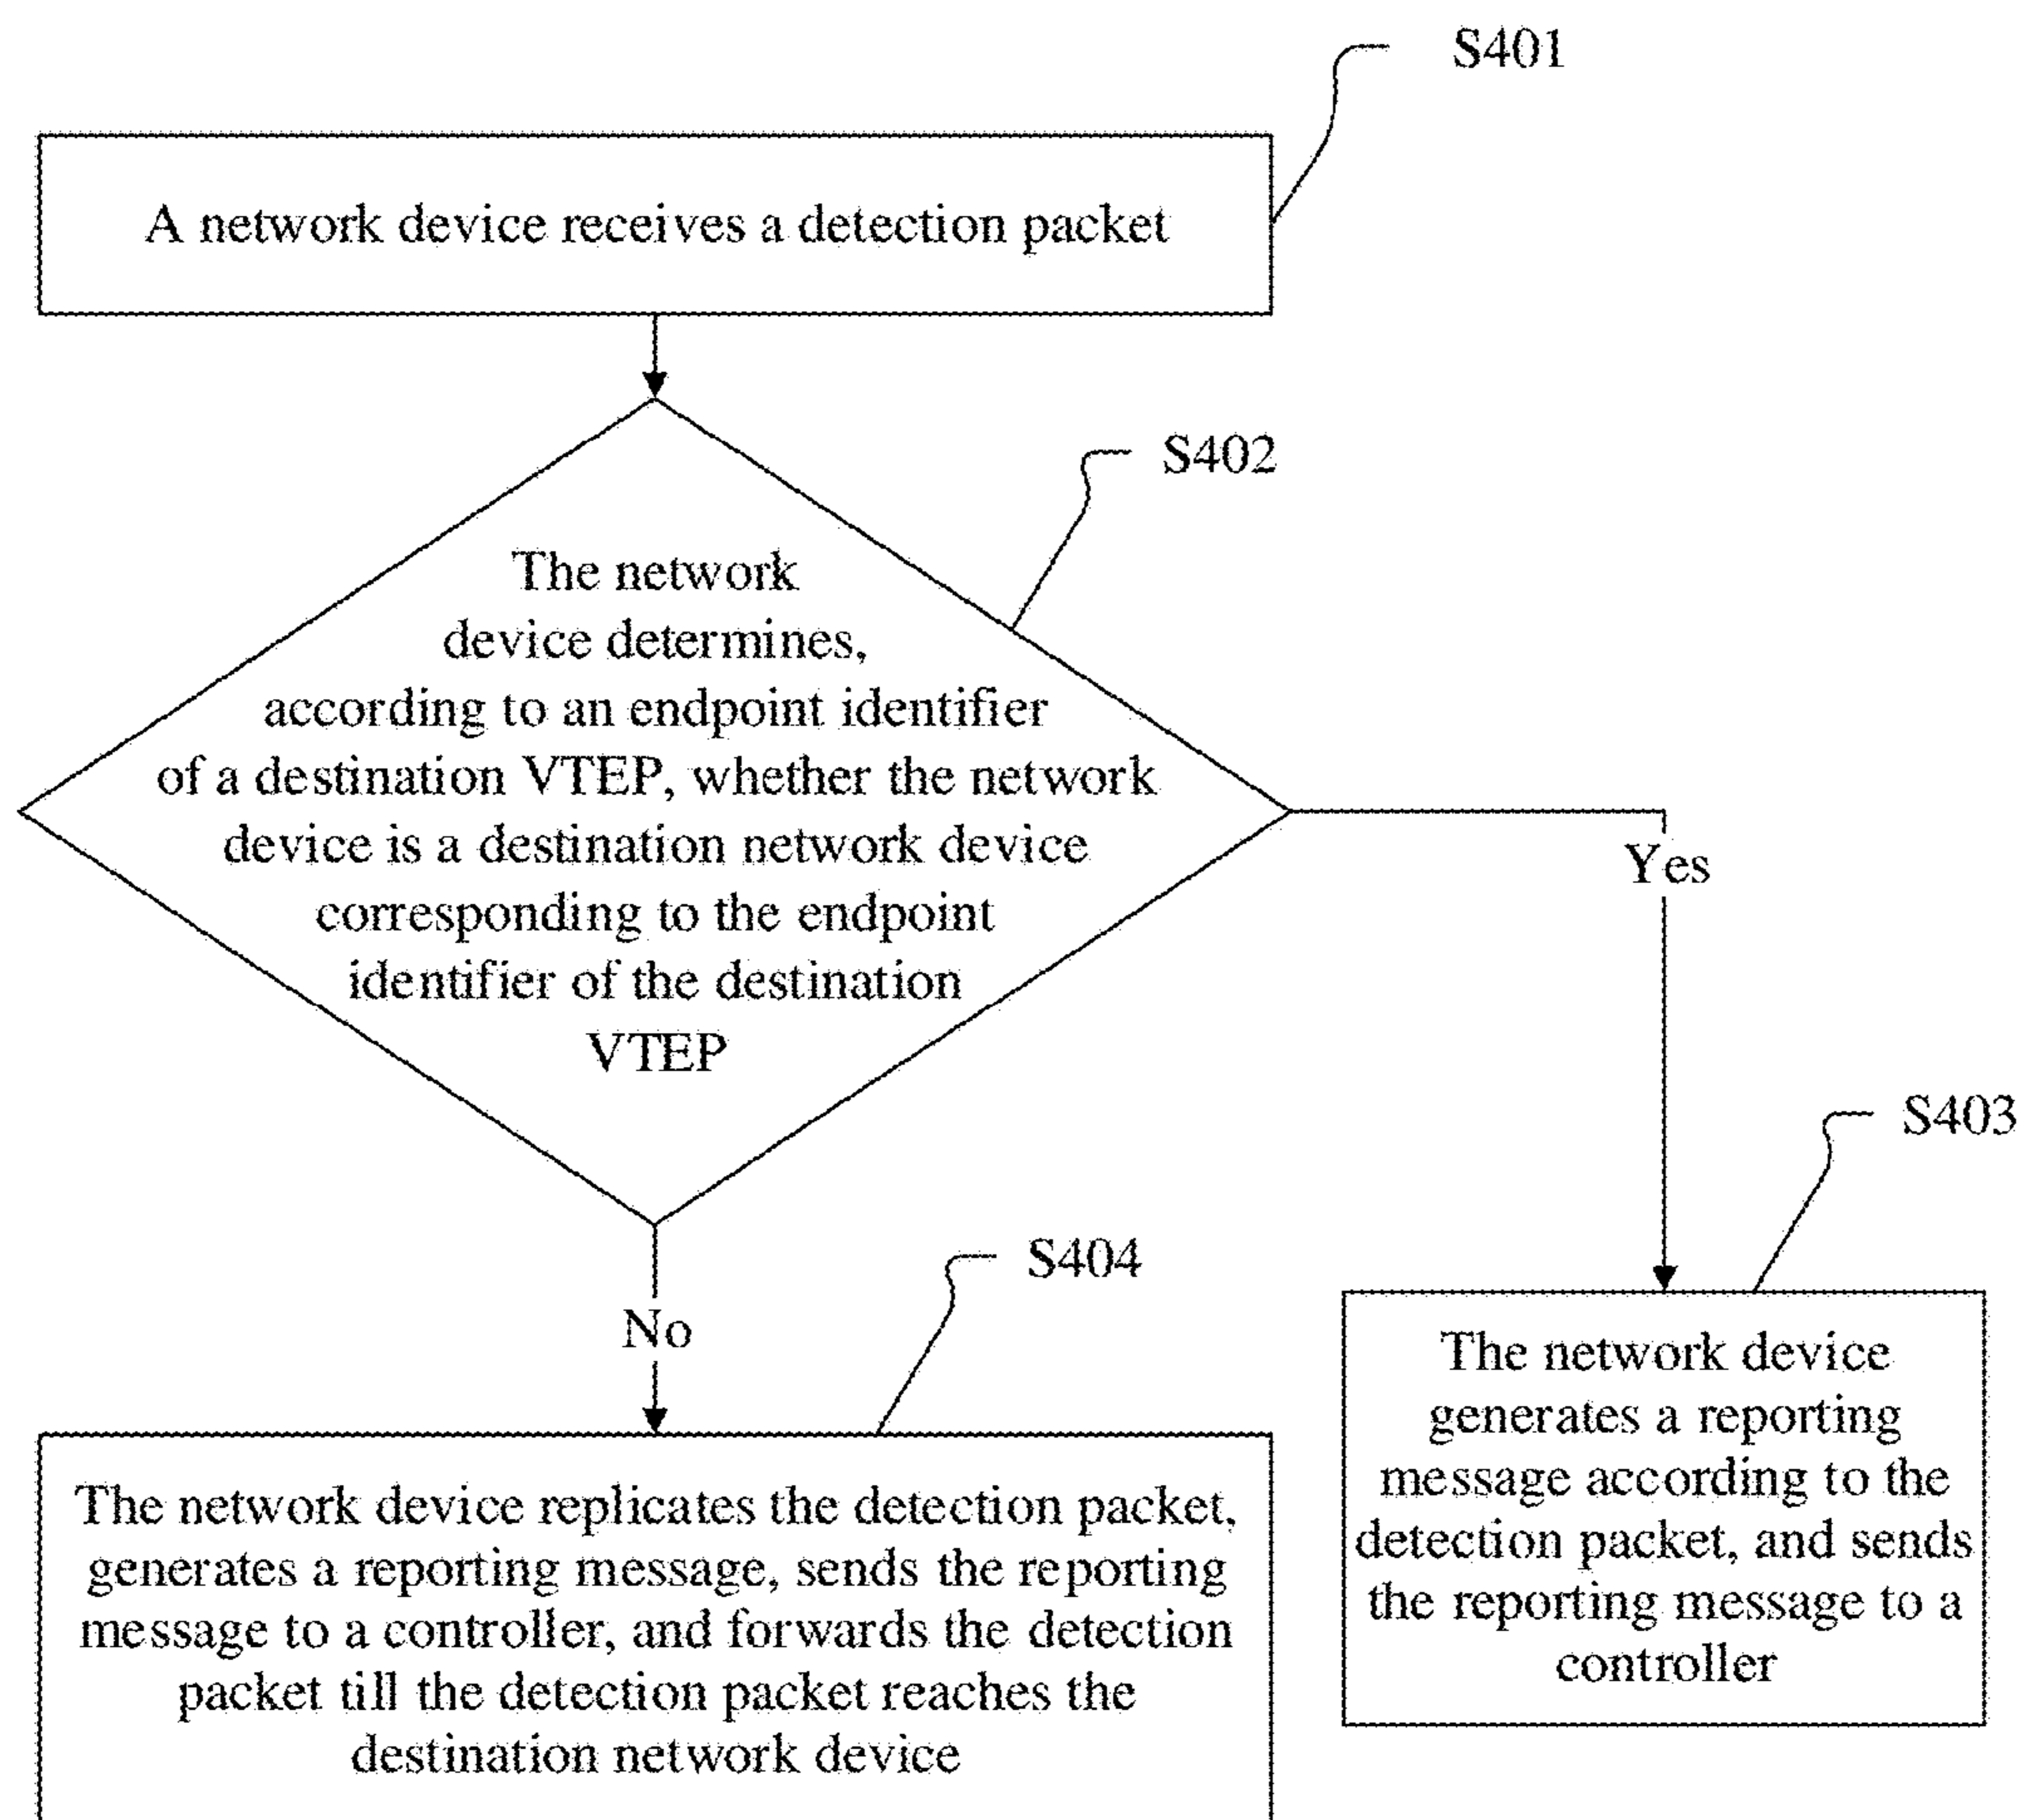 S401
A network device receives a detection packet
S402
The network
device determines,
according to an endpoint identifier
of a destination VTEP, whether the network
device is a destination network device
corresponding to the endpoint
identifier of the destination
VTEP
Yes
S403
S404
No
The network device
generates a reporting
message according to the
detection packet, and sends
the reporting message to a
controller
The network device replicates the detection packet,
generates a reporting message, sends the reporting
message to a controller, and forwards the detection
packet till the detection packet reaches the
destination network device